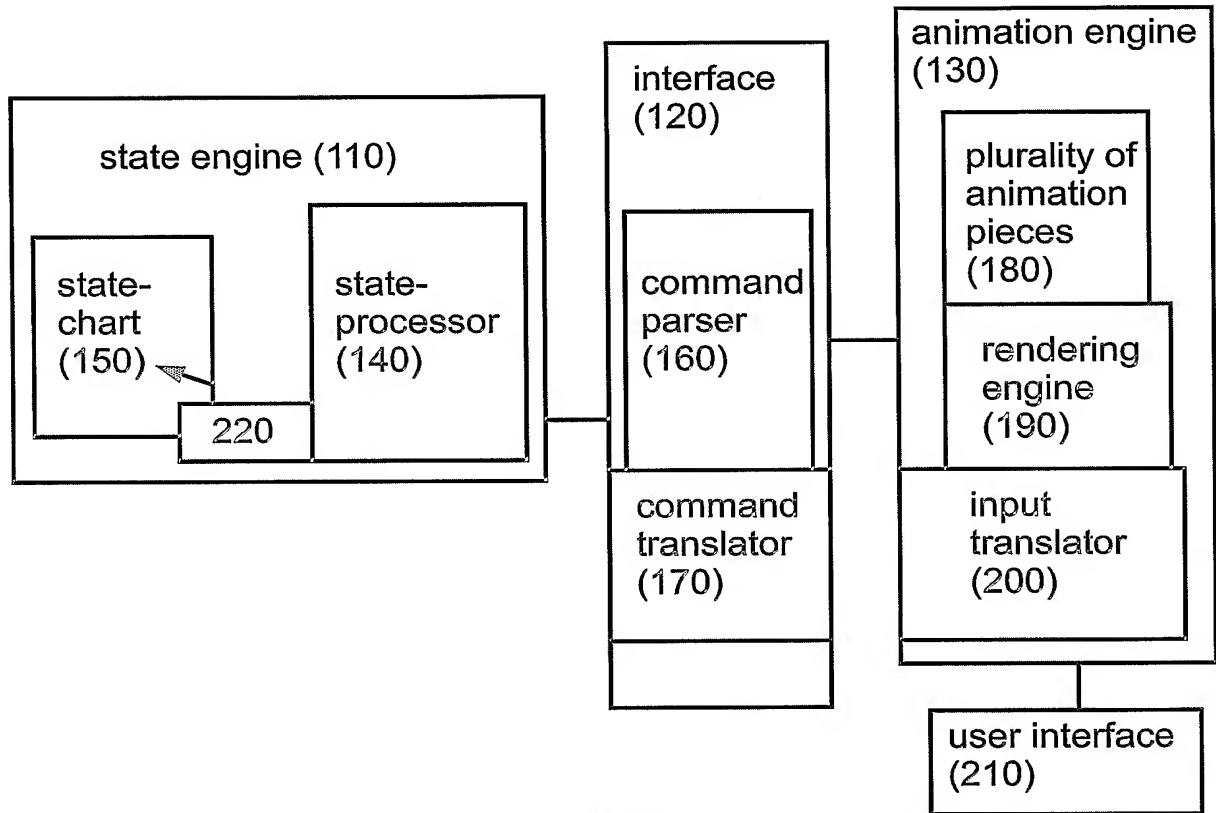 state engine (110)
state-
chart
(150)
220
state-
processor
(140)
interface
(120)
command
parser
(160)
command
translator
(170)
animation engine
(130)
plurality of
animation
pieces
(180)
rendering
engine
(190)
input
translator
(200)
user interface
(210)